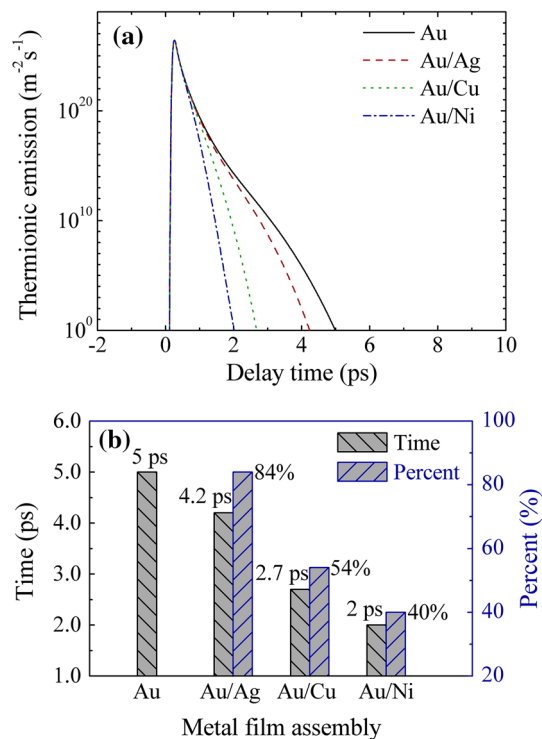 (a)
Au
Au/Ag
Au/Cu
Au/Ni
Thermionic emission (m⁻² s⁻¹)
10²⁰
10¹⁰
10⁰
-2 0 2 4 6 8 10
Delay time (ps)
(b)
Time
Percent
Time (ps)
6.0
5.0
4.0
3.0
2.0
1.0
5 ps
4.2 ps
84%
2.7 ps
54%
2 ps
40%
Percent (%)
100
80
60
40
20
Au Au/Ag Au/Cu Au/Ni
Metal film assembly